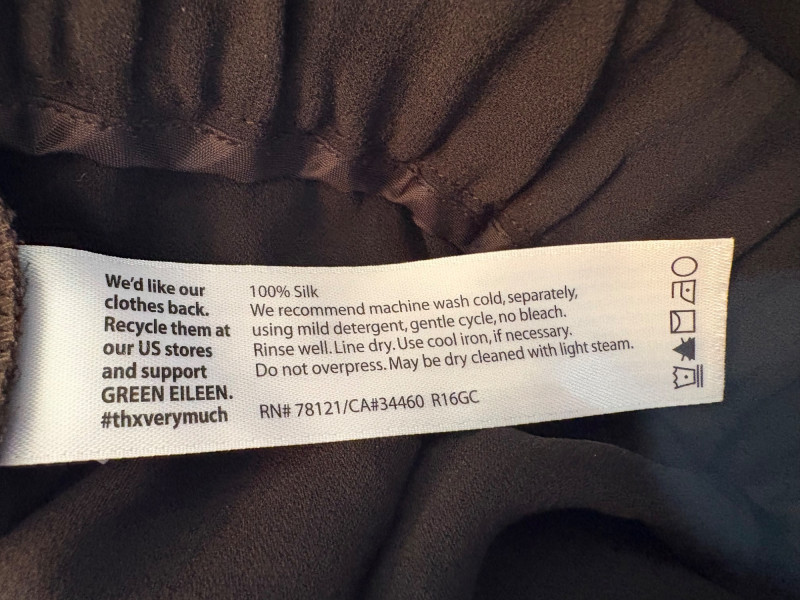 We'd like our
clothes back.
Recycle them at
our US stores
and support
GREEN EILEEN.
#thxverymuch
100% Silk
We recommend machine wash cold, separately,
using mild detergent, gentle cycle, no bleach.
Rinse well. Line dry. Use cool iron, if necessary.
Do not overpress. May be dry cleaned with light steam.
RN# 78121/CA#34460 R16GC